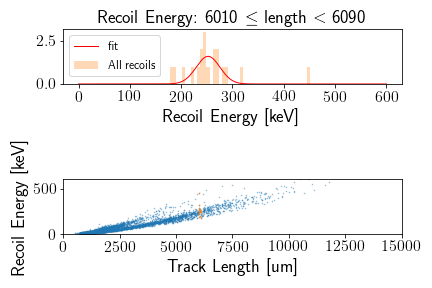 Recoil Energy: 6010 ≤ length < 6090
2.5
0.0
fit
All recoils
0 100 200 300 400 500 600
Recoil Energy [keV]
Recoil Energy [keV]
500
0
0 2500 5000 7500 10000 12500 15000
Track Length [um]